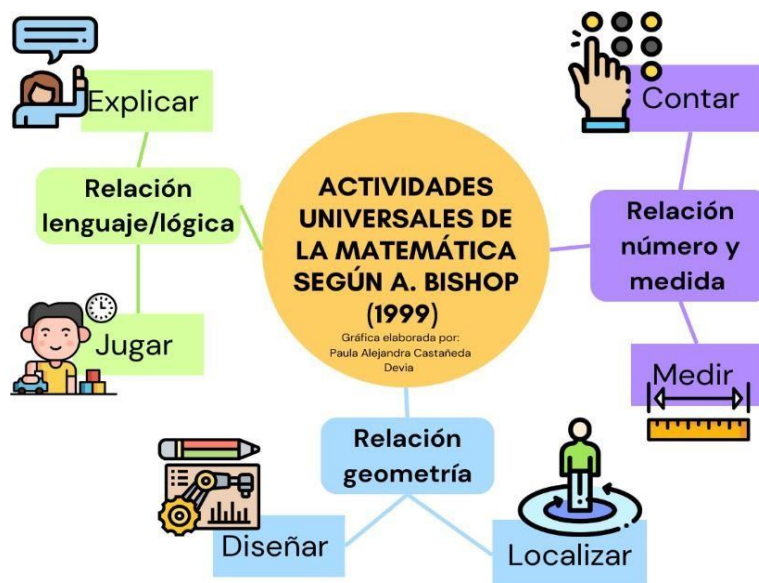 ACTIVIDADES
UNIVERSALES DE
LA MATEMÁTICA
SEGÚN A. BISHOP
(1999)
Gráfica elaborada por:
Paula Alejandra Castañeda
Devia
Explicar
Relación
lenguaje/lógica
Jugar
Contar
Relación
número y
medida
Medir
Relación
geometría
Diseñar
Localizar